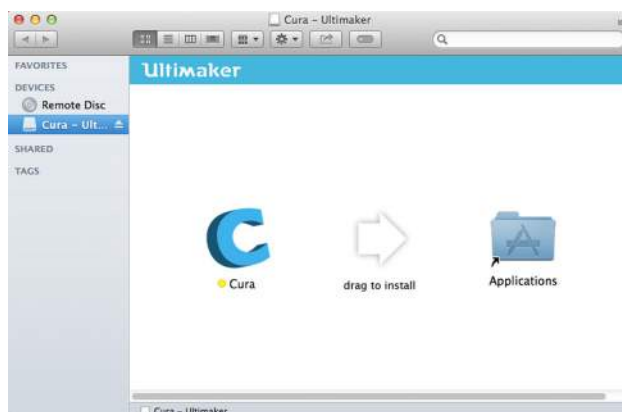 Cura – Ultimaker
FAVORITES
Ultimaker
DEVICES
Remote Disc
Cura – Ult...
SHARED
TAGS
Cura
drag to install
Applications
Cura – Ultimaker